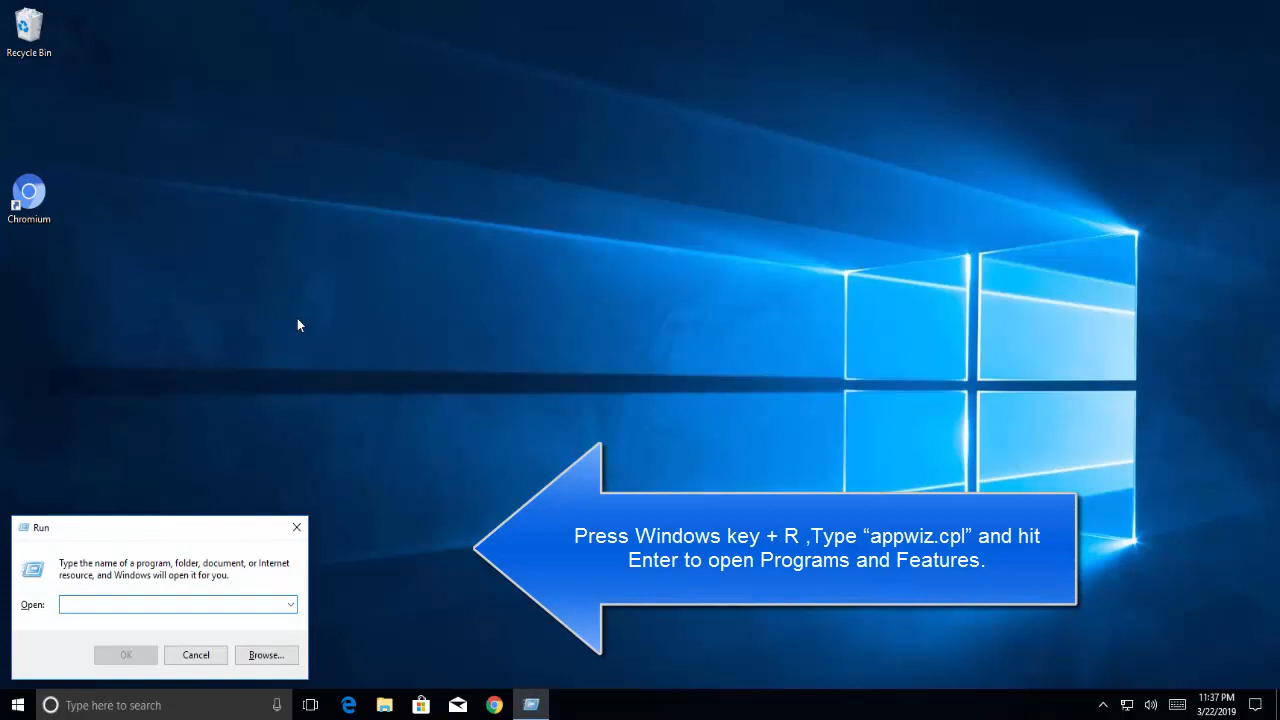 Recycle Bin
Chromium
Press Windows key + R ,Type “appwiz.cpl” and hit
Enter to open Programs and Features.
Run
Type the name of a program, folder, document, or Internet
resource, and Windows will open it for you.
Open:
OK
Cancel
Browse...
Type here to search
11:37 PM
3/22/2019